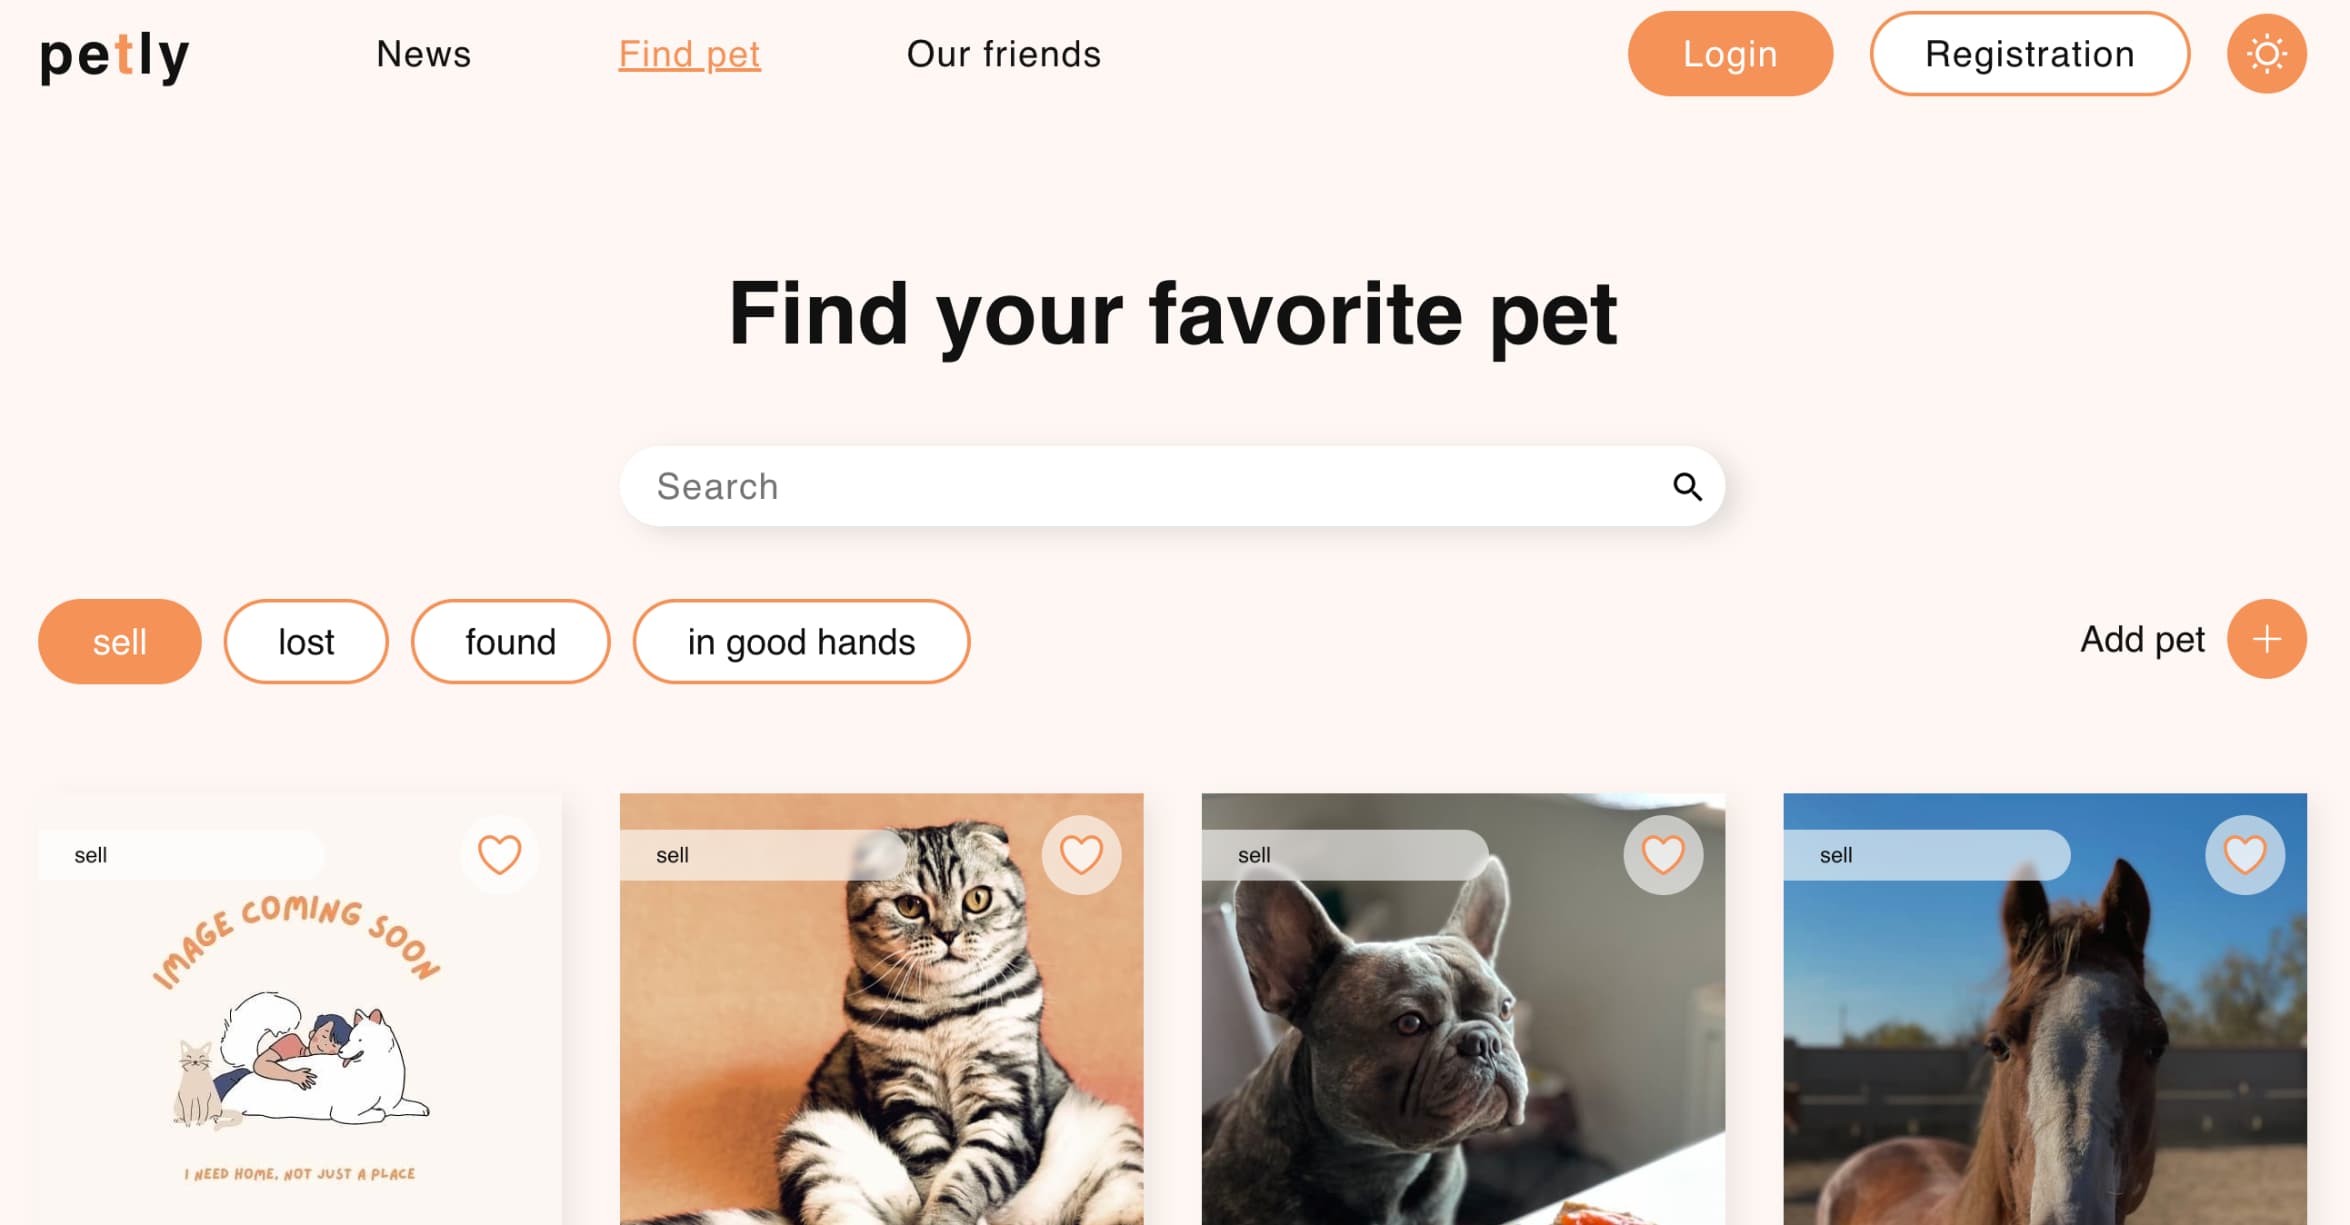 petly News Find pet Our friends Login Registration
Find your favorite pet
Search
sell lost found in good hands Add pet
sell sell sell sell
IMAGE COMING SOON
I NEED HOME, NOT JUST A PLACE